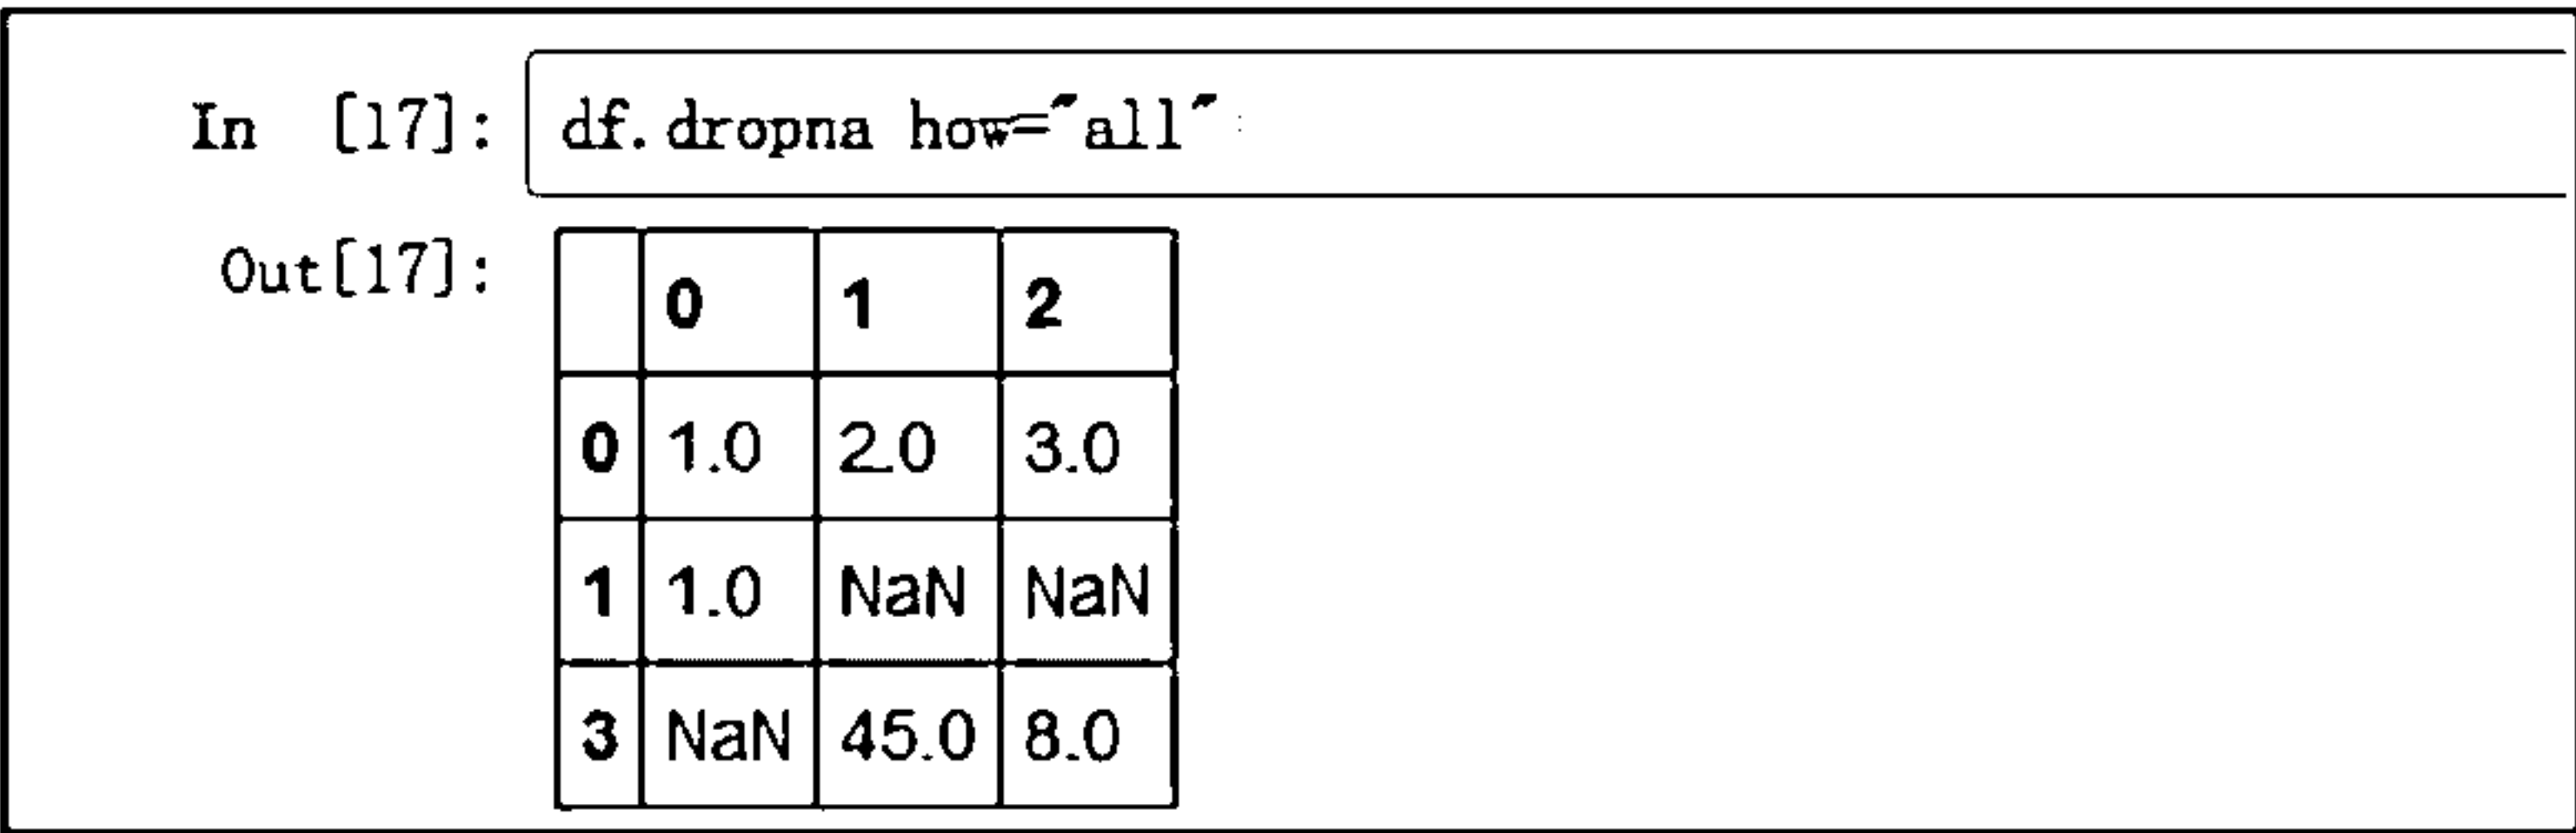 In [17]: df.dropna how="all"
Out[17]:
0 1 2
0 1.0 2.0 3.0
1 1.0 NaN NaN
3 NaN 45.0 8.0